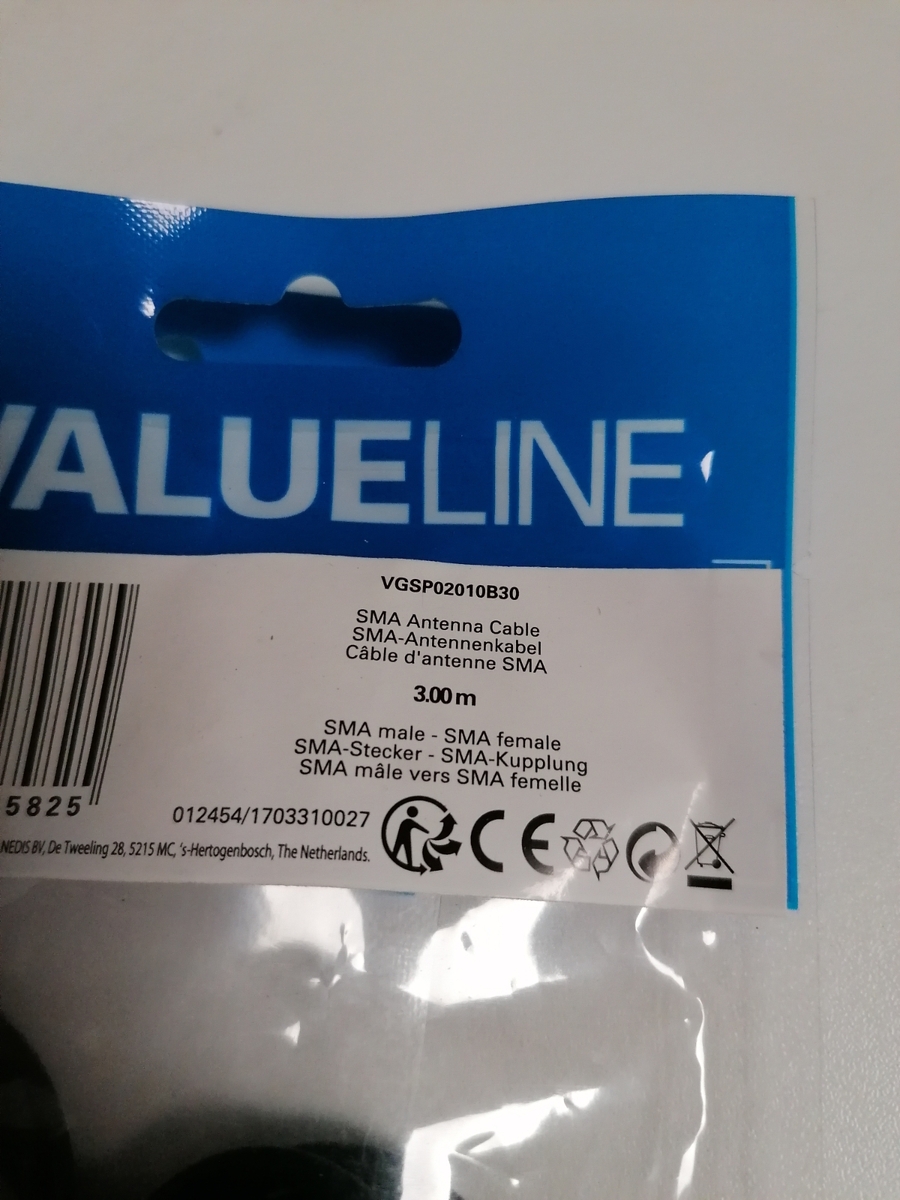 VALUELINE
VGSP02010B30
SMA Antenna Cable
SMA-Antennenkabel
Câble d'antenne SMA
3.00 m
SMA male - SMA female
SMA-Stecker - SMA-Kupplung
SMA mâle vers SMA femelle
5825
012454/1703310027
CE
NEDIS BV, De Tweeling 28, 5215 MC, 's-Hertogenbosch, The Netherlands.